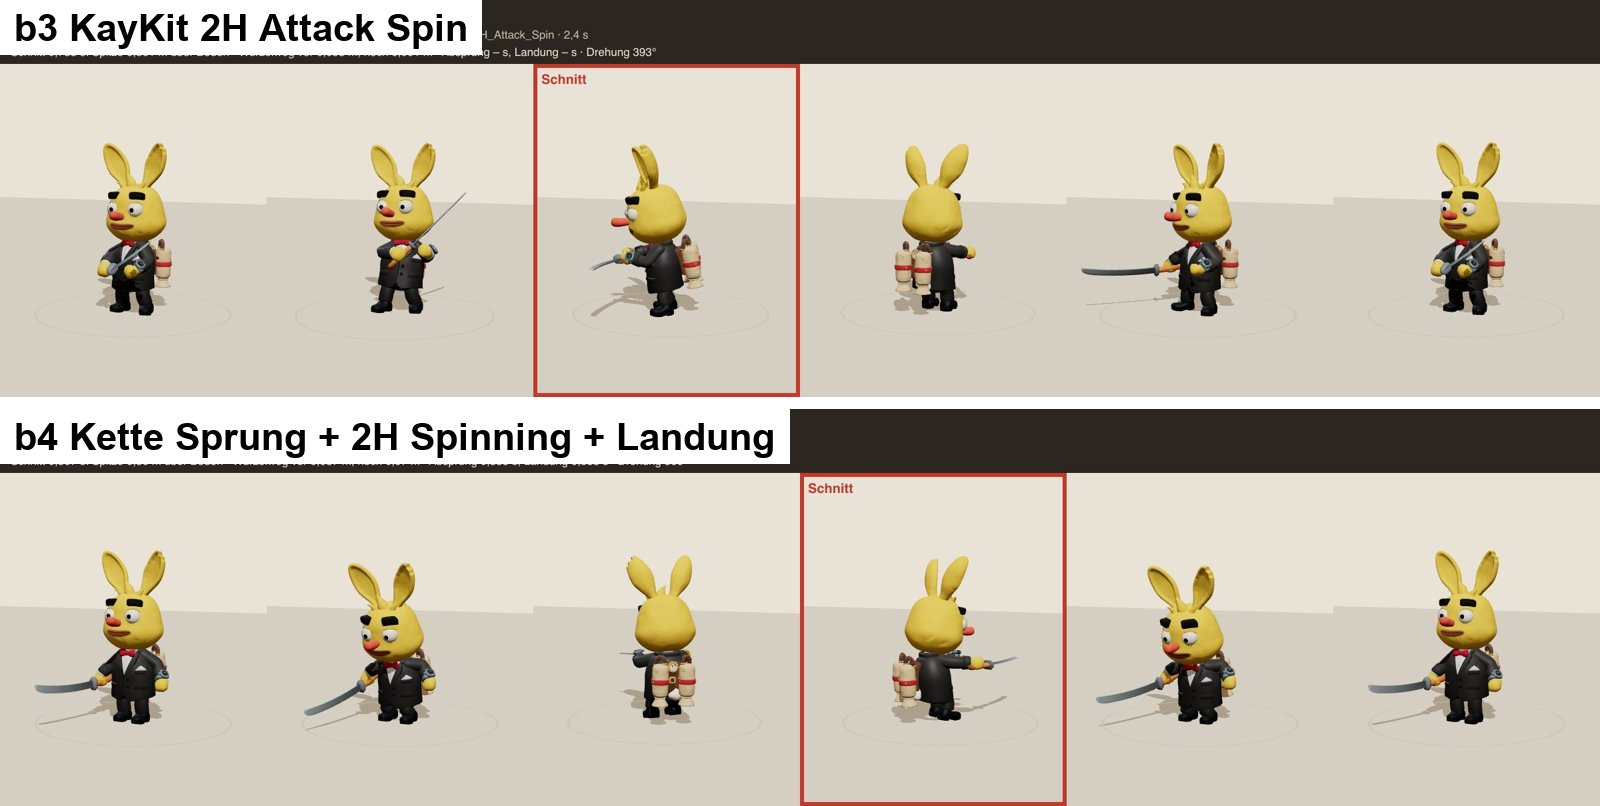 b3 KayKit 2H Attack Spin
H_Attack_Spin · 2,4 s
– s, Landung – s · Drehung 393°
Schnitt
b4 Kette Sprung + 2H Spinning + Landung
Schnitt